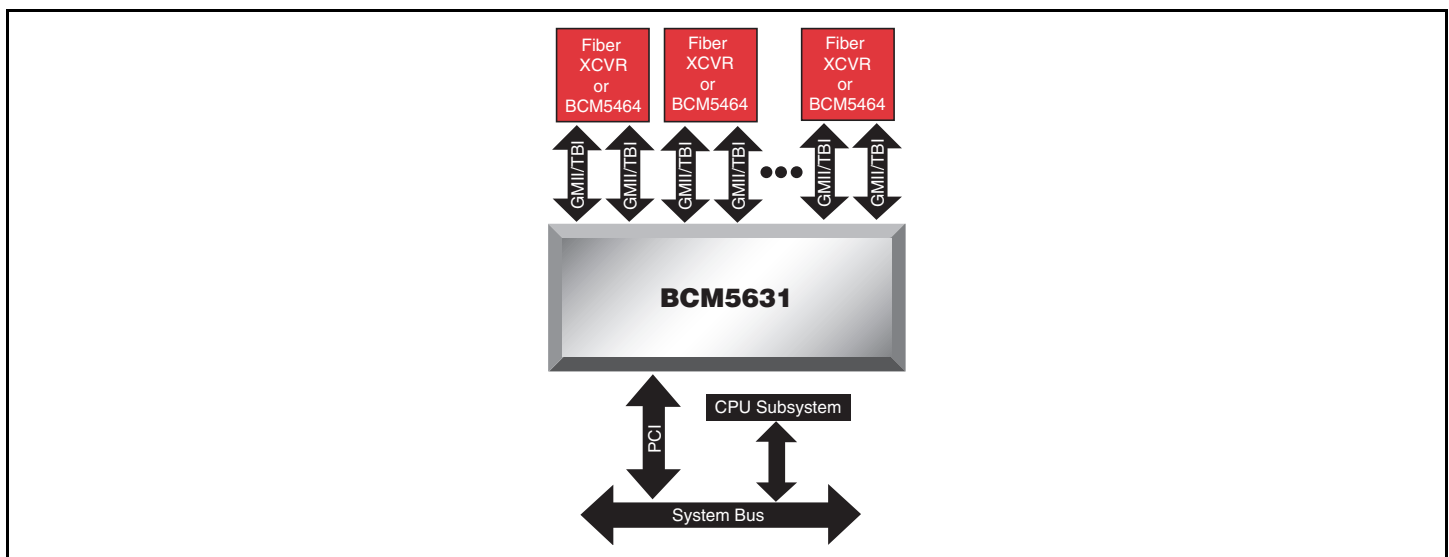 Fiber
XCVR
or
BCM5464
Fiber
XCVR
or
BCM5464
Fiber
XCVR
or
BCM5464
GMII/TBI
GMII/TBI
GMII/TBI
GMII/TBI
GMII/TBI
GMII/TBI
BCM5631
PCI
CPU Subsystem
System Bus